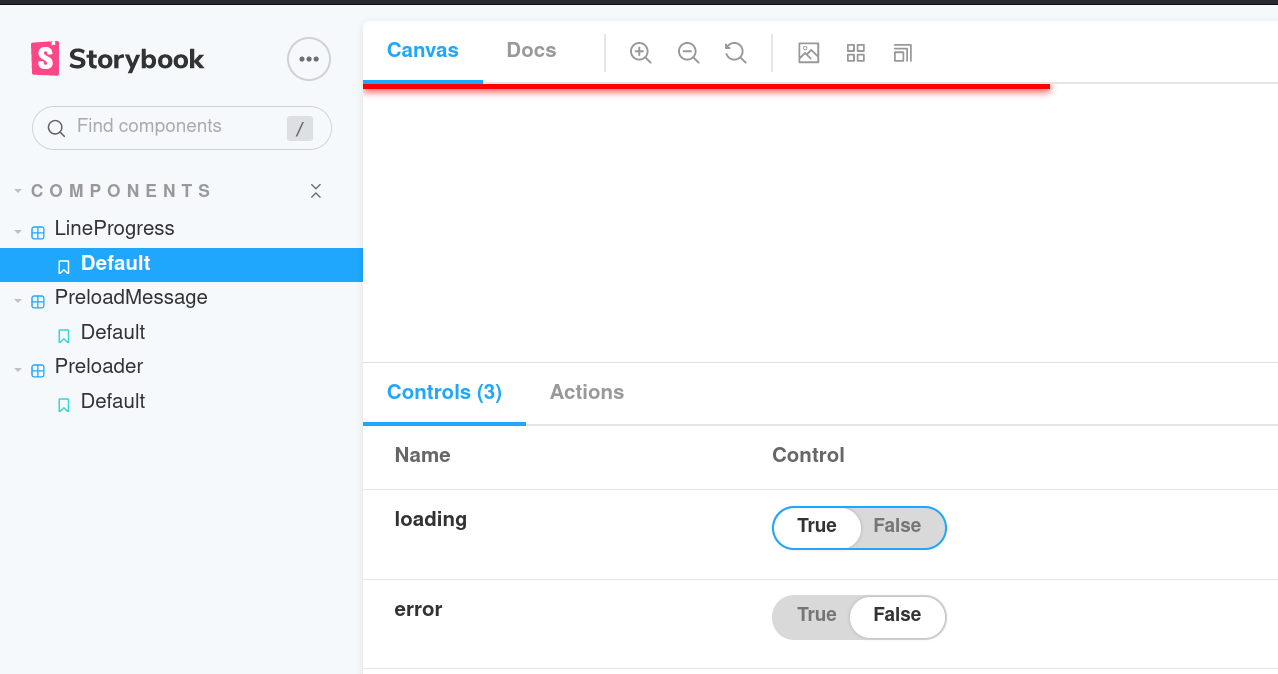 Storybook
Canvas Docs
Find components /
COMPONENTS
LineProgress
Default
PreloadMessage
Default
Preloader
Default
Controls (3) Actions
Name Control
loading True False
error True False